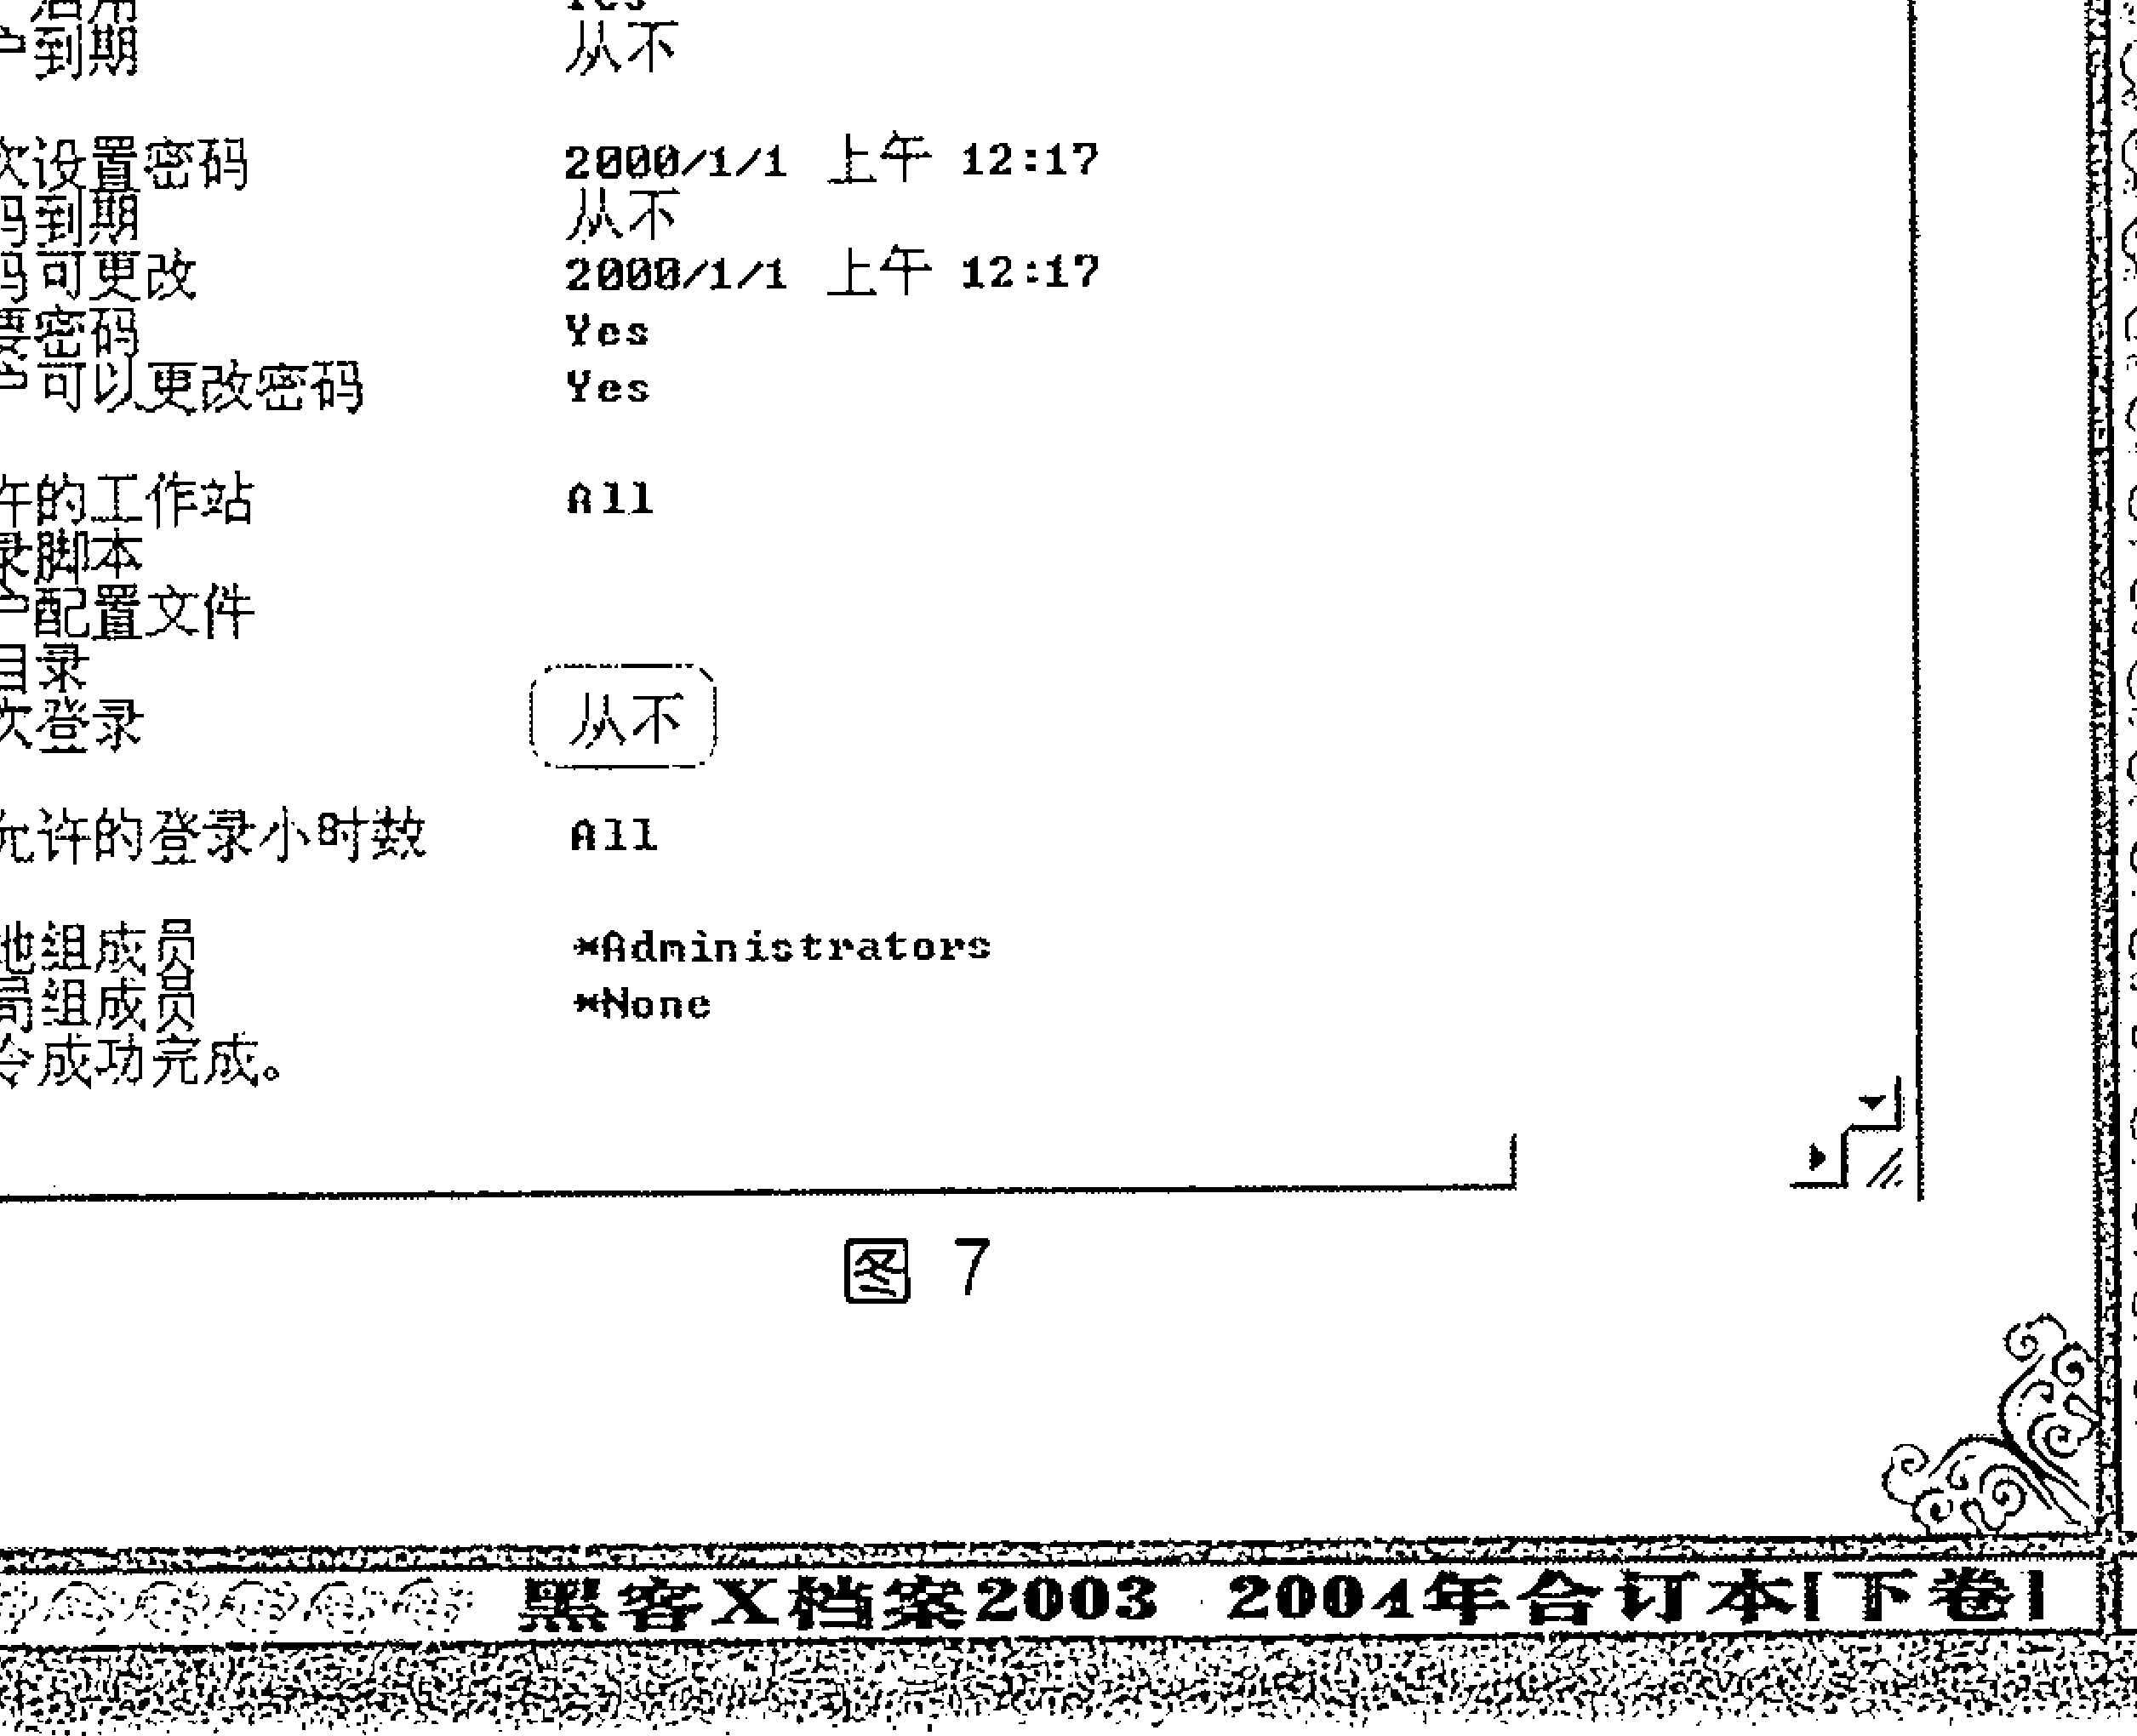 户到期 从不
次设置密码 2000/1/1 上午 12:17
码到期 从不
码可更改 2000/1/1 上午 12:17
要密码 Yes
户可以更改密码 Yes
许的工作站 All
录脚本
户配置文件
目录
次登录 从不
允许的登录小时数 All
地组成员 *Administrators
局组成员 *None
令成功完成。
图 7
黑客X档案2003 2004年合订本[下卷]